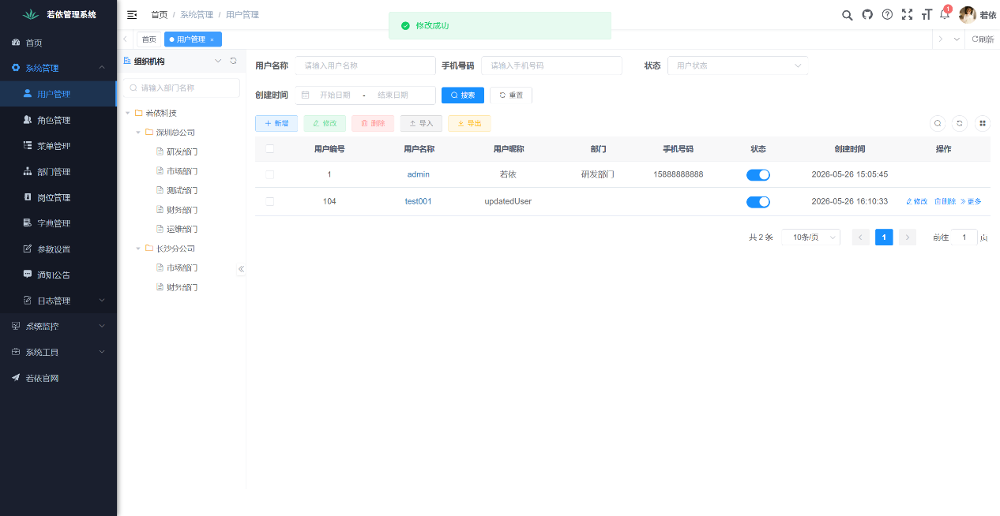 若依管理系统
首页 / 系统管理 / 用户管理
修改成功
1
若依
首页
用户管理 ×
刷新
首页
系统管理
用户管理
角色管理
菜单管理
部门管理
岗位管理
字典管理
参数设置
通知公告
日志管理
系统监控
系统工具
若依官网
组织机构
请输入部门名称
若依科技
深圳总公司
研发部门
市场部门
测试部门
财务部门
运维部门
长沙分公司
市场部门
财务部门
用户名称 请输入用户名称 手机号码 请输入手机号码 状态 用户状态
创建时间 开始日期 - 结束日期 搜索 重置
新增 修改 删除 导入 导出
用户编号 用户名称 用户昵称 部门 手机号码 状态 创建时间 操作
1 admin 若依 研发部门 15888888888 2026-05-26 15:05:45
104 test001 updatedUser 2026-05-26 16:10:33 修改 删除 更多
共 2 条 10条/页 1 前往 1 页